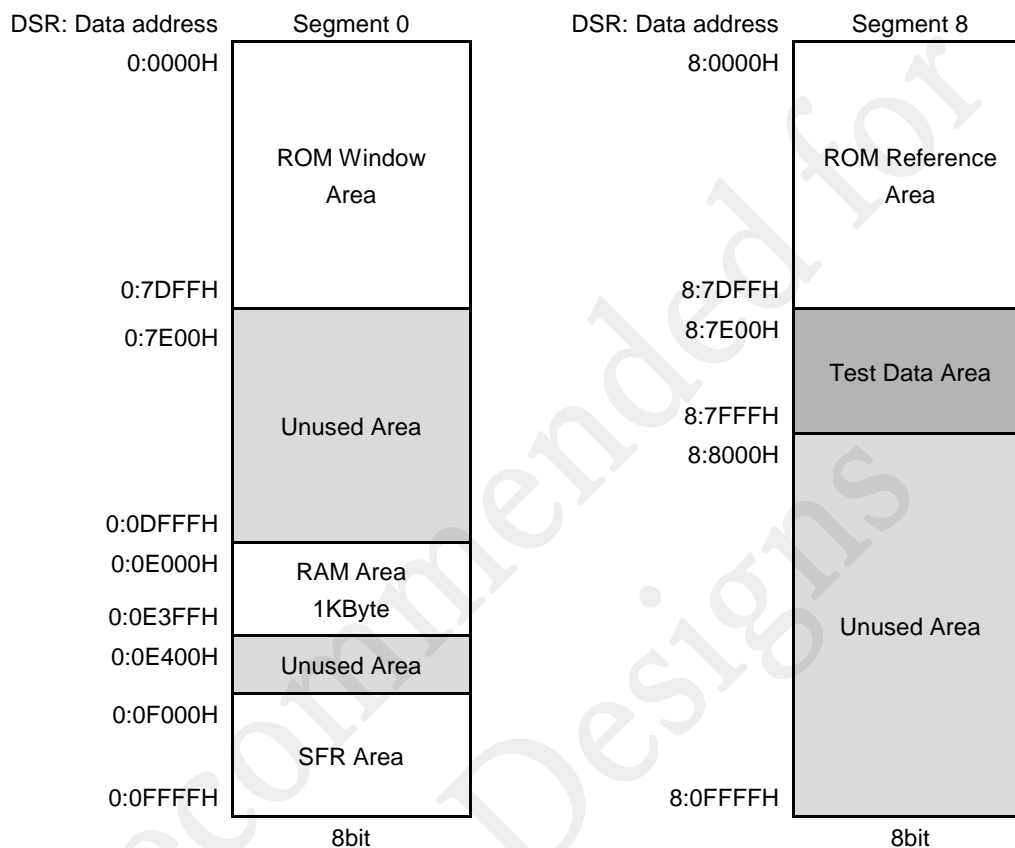 DSR: Data address Segment 0
0:0000H
ROM Window
Area
0:7DFFH
0:7E00H
Unused Area
0:0DFFFH
0:0E000H
RAM Area
1KByte
0:0E3FFH
0:0E400H
Unused Area
0:0F000H
SFR Area
0:0FFFFH
8bit
DSR: Data address Segment 8
8:0000H
ROM Reference
Area
8:7DFFH
8:7E00H
Test Data Area
8:7FFFH
8:8000H
Unused Area
8:0FFFFH
8bit
ecommended for
Designs